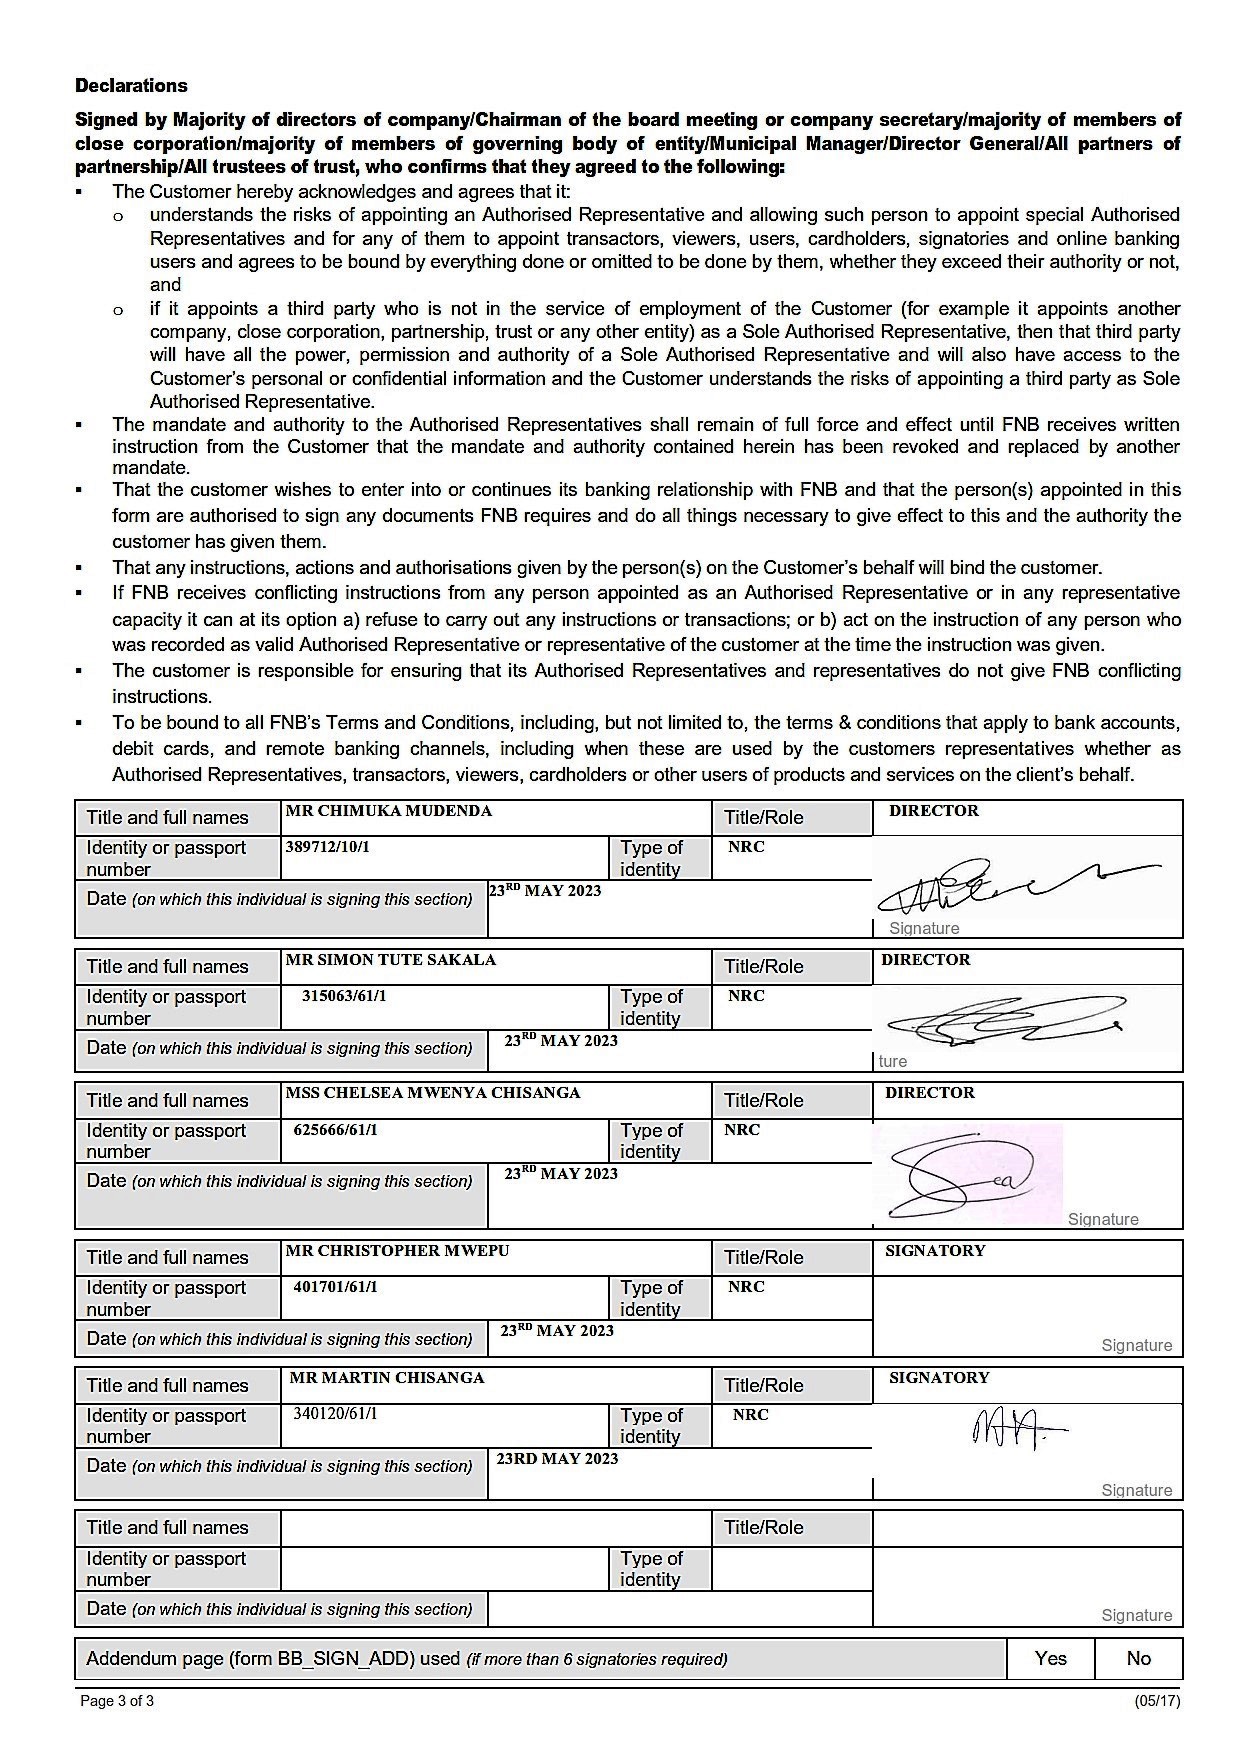 Declarations
Signed by Majority of directors of company/Chairman of the board meeting or company secretary/majority of members of
close corporation/majority of members of governing body of entity/Municipal Manager/Director General/All partners of
partnership/All trustees of trust, who confirms that they agreed to the following:
▪ The Customer hereby acknowledges and agrees that it:
o understands the risks of appointing an Authorised Representative and allowing such person to appoint special Authorised
Representatives and for any of them to appoint transactors, viewers, users, cardholders, signatories and online banking
users and agrees to be bound by everything done or omitted to be done by them, whether they exceed their authority or not,
and
o if it appoints a third party who is not in the service of employment of the Customer (for example it appoints another
company, close corporation, partnership, trust or any other entity) as a Sole Authorised Representative, then that third party
will have all the power, permission and authority of a Sole Authorised Representative and will also have access to the
Customer's personal or confidential information and the Customer understands the risks of appointing a third party as Sole
Authorised Representative.
▪ The mandate and authority to the Authorised Representatives shall remain of full force and effect until FNB receives written
instruction from the Customer that the mandate and authority contained herein has been revoked and replaced by another
mandate.
▪ That the customer wishes to enter into or continues its banking relationship with FNB and that the person(s) appointed in this
form are authorised to sign any documents FNB requires and do all things necessary to give effect to this and the authority the
customer has given them.
▪ That any instructions, actions and authorisations given by the person(s) on the Customer's behalf will bind the customer.
▪ If FNB receives conflicting instructions from any person appointed as an Authorised Representative or in any representative
capacity it can at its option a) refuse to carry out any instructions or transactions; or b) act on the instruction of any person who
was recorded as valid Authorised Representative or representative of the customer at the time the instruction was given.
▪ The customer is responsible for ensuring that its Authorised Representatives and representatives do not give FNB conflicting
instructions.
▪ To be bound to all FNB's Terms and Conditions, including, but not limited to, the terms & conditions that apply to bank accounts,
debit cards, and remote banking channels, including when these are used by the customers representatives whether as
Authorised Representatives, transactors, viewers, cardholders or other users of products and services on the client's behalf.
Title and full names MR CHIMUKA MUDENDA Title/Role DIRECTOR
Identity or passport number 389712/10/1 Type of identity NRC
Date (on which this individual is signing this section) 23RD MAY 2023
Signature
Title and full names MR SIMON TUTE SAKALA Title/Role DIRECTOR
Identity or passport number 315063/61/1 Type of identity NRC
Date (on which this individual is signing this section) 23RD MAY 2023
ture
Title and full names MSS CHELSEA MWENYA CHISANGA Title/Role DIRECTOR
Identity or passport number 625666/61/1 Type of identity NRC
Date (on which this individual is signing this section) 23RD MAY 2023
Signature
Title and full names MR CHRISTOPHER MWEPU Title/Role SIGNATORY
Identity or passport number 401701/61/1 Type of identity NRC
Date (on which this individual is signing this section) 23RD MAY 2023
Signature
Title and full names MR MARTIN CHISANGA Title/Role SIGNATORY
Identity or passport number 340120/61/1 Type of identity NRC
Date (on which this individual is signing this section) 23RD MAY 2023
Signature
Title and full names Title/Role
Identity or passport number Type of identity
Date (on which this individual is signing this section)
Signature
Addendum page (form BB_SIGN_ADD) used (if more than 6 signatories required) Yes No
Page 3 of 3 (05/17)